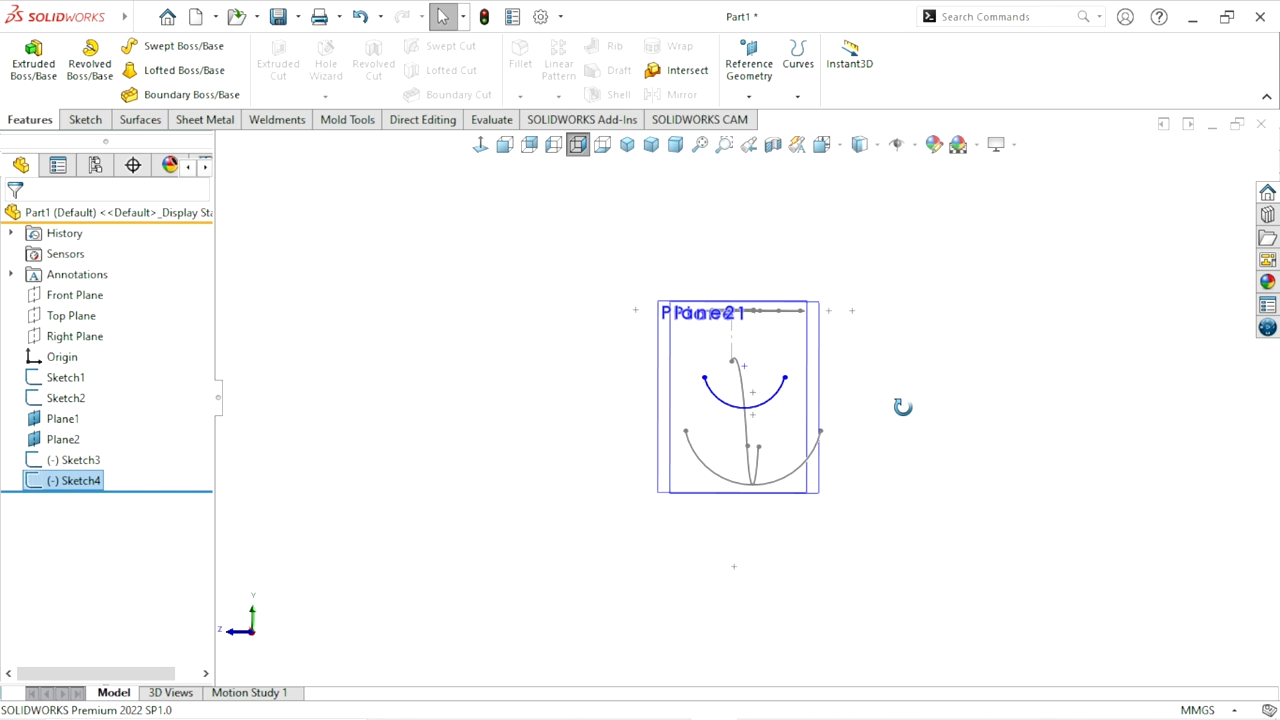 SOLIDWORKS
Part1 *
Search Commands
Extruded Boss/Base
Revolved Boss/Base
Swept Boss/Base
Lofted Boss/Base
Boundary Boss/Base
Extruded Cut
Hole Wizard
Revolved Cut
Swept Cut
Lofted Cut
Boundary Cut
Fillet
Linear Pattern
Rib
Draft
Shell
Wrap
Intersect
Mirror
Reference Geometry
Curves
Instant3D
Features
Sketch
Surfaces
Sheet Metal
Weldments
Mold Tools
Direct Editing
Evaluate
SOLIDWORKS Add-Ins
SOLIDWORKS CAM
Part1 (Default) <<Default>_Display Sta
History
Sensors
Annotations
Front Plane
Top Plane
Right Plane
Origin
Sketch1
Sketch2
Plane1
Plane2
(-) Sketch3
(-) Sketch4
Y
Z
Model
3D Views
Motion Study 1
SOLIDWORKS Premium 2022 SP1.0
MMGS